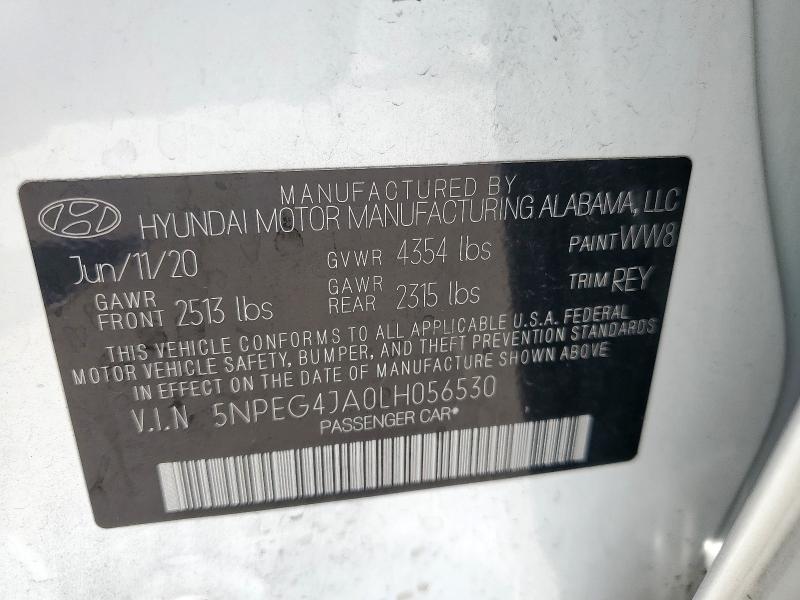 MANUFACTURED BY
HYUNDAI MOTOR MANUFACTURING ALABAMA, LLC
Jun/11/20 GVWR 4354 lbs PAINT WW8
GAWR FRONT 2513 lbs GAWR REAR 2315 lbs TRIM REY
THIS VEHICLE CONFORMS TO ALL APPLICABLE U.S.A. FEDERAL
MOTOR VEHICLE SAFETY, BUMPER, AND THEFT PREVENTION STANDARDS
IN EFFECT ON THE DATE OF MANUFACTURE SHOWN ABOVE
V.I.N 5NPEG4JA0LH056530
PASSENGER CAR*